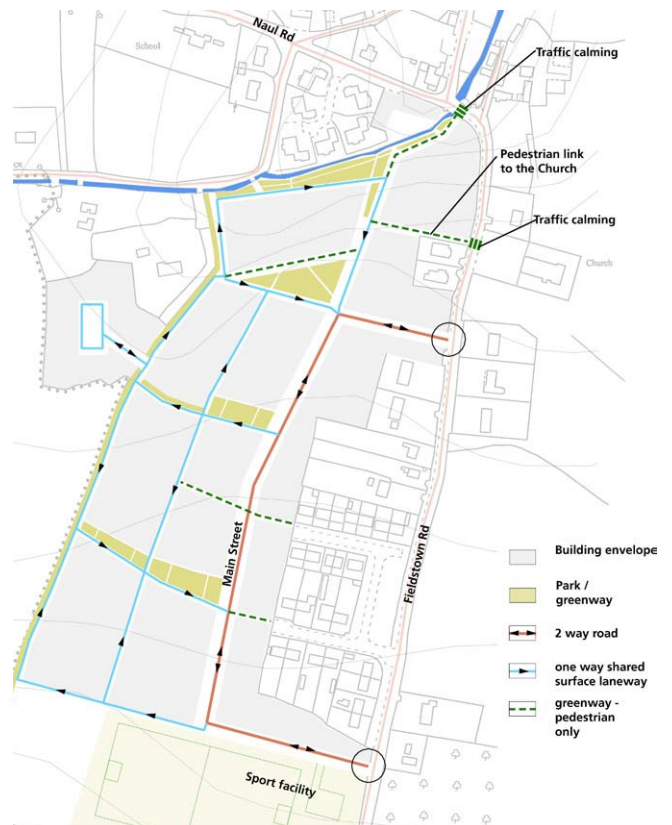 Naul Rd
School
Traffic calming
Pedestrian link
to the Church
Traffic calming
Church
Main Street
Fieldstown Rd
Building envelope
Park /
greenway
2 way road
one way shared
surface laneway
greenway -
pedestrian
only
Sport facility